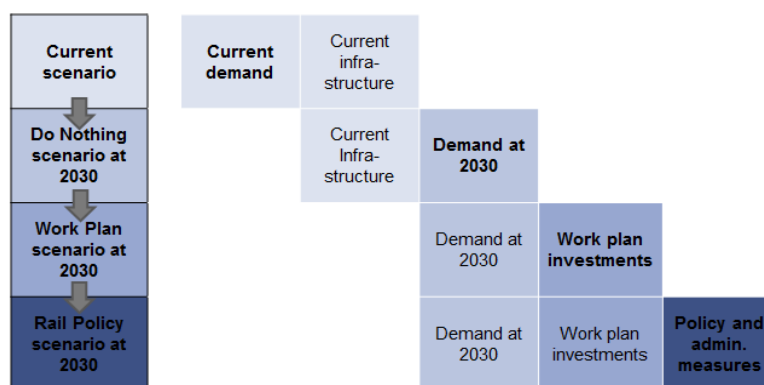 Current
scenario
Current
demand
Current
infra-
structure
Do Nothing
scenario at
2030
Current
Infra-
structure
Demand at
2030
Work Plan
scenario at
2030
Demand at
2030
Work plan
investments
Rail Policy
scenario at
2030
Demand at
2030
Work plan
investments
Policy and
admin.
measures